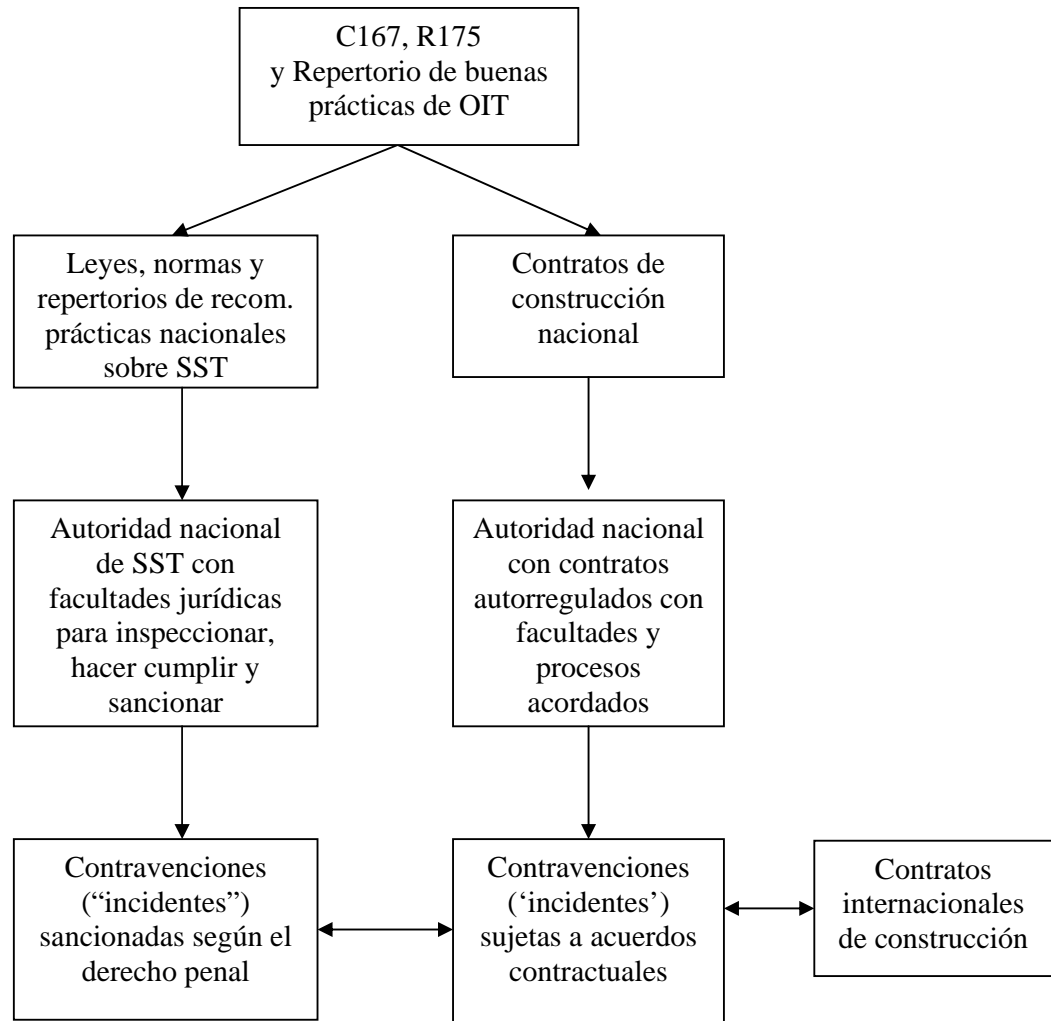 C167, R175
y Repertorio de buenas
prácticas de OIT
Leyes, normas y
repertorios de recom.
prácticas nacionales
sobre SST
Contratos de
construcción
nacional
Autoridad nacional
de SST con
facultades jurídicas
para inspeccionar,
hacer cumplir y
sancionar
Autoridad nacional
con contratos
autorregulados con
facultades y
procesos
acordados
Contravenciones
(“incidentes”)
sancionadas según el
derecho penal
Contravenciones
(‘incidentes’)
sujetas a acuerdos
contractuales
Contratos
internacionales
de construcción